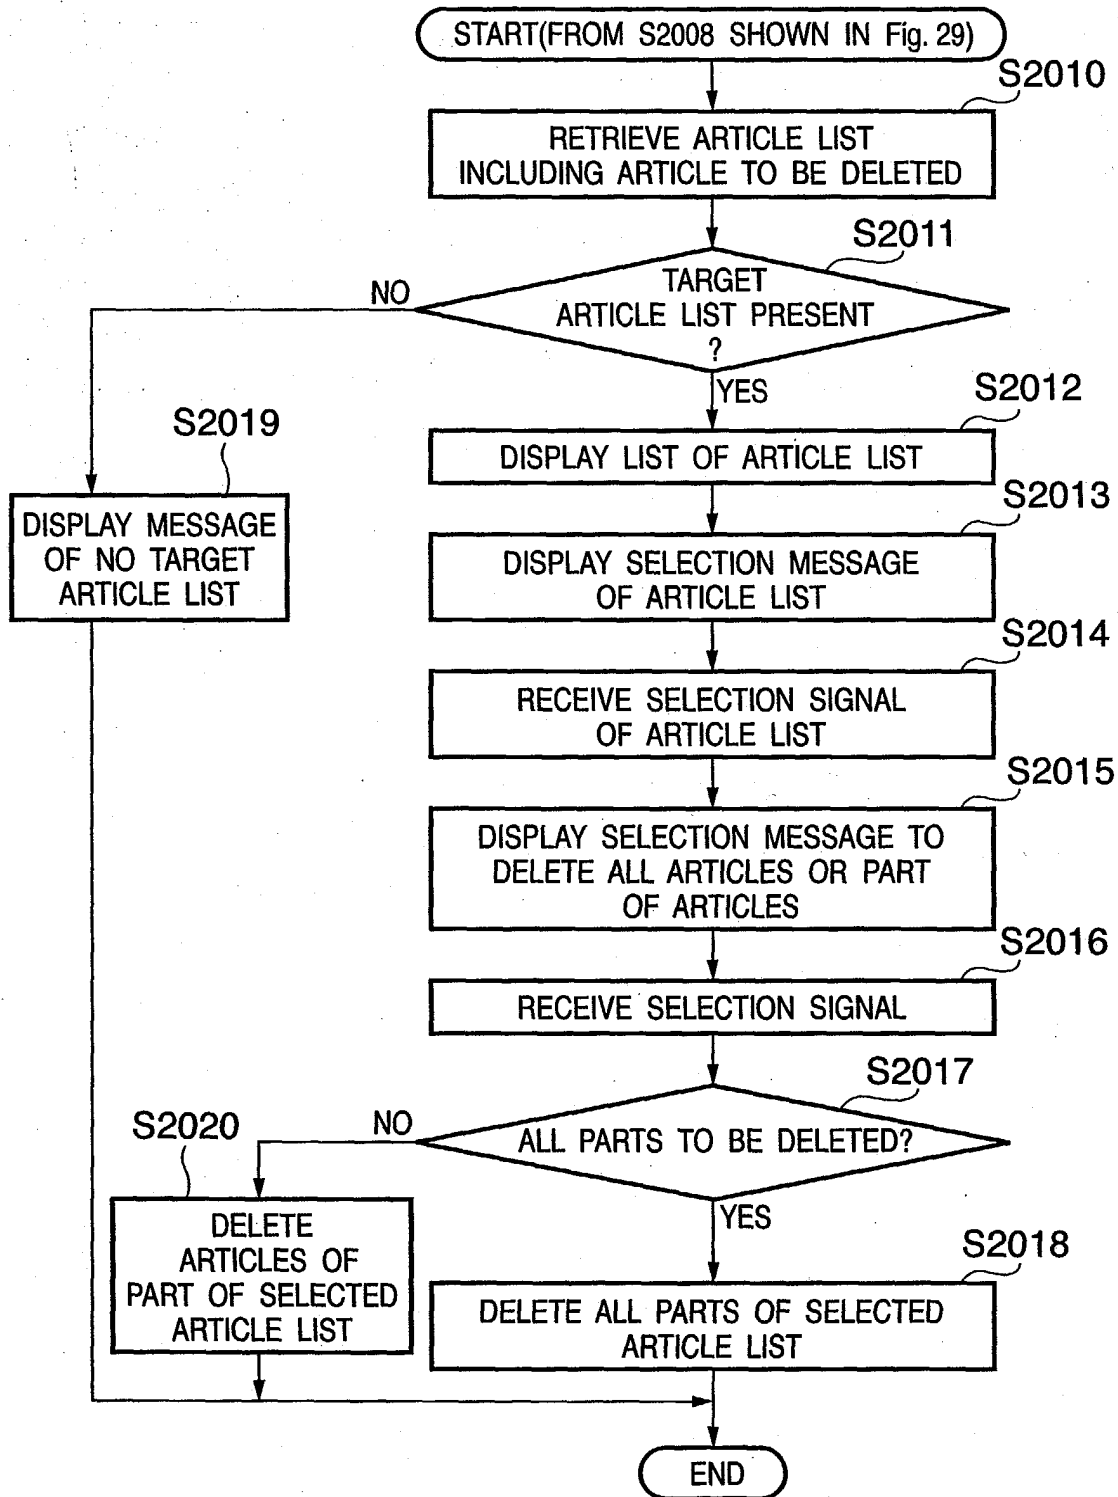 START(FROM S2008 SHOWN IN Fig. 29)
S2010
RETRIEVE ARTICLE LIST
INCLUDING ARTICLE TO BE DELETED
S2011
TARGET
ARTICLE LIST PRESENT
?
NO
YES
S2012
DISPLAY LIST OF ARTICLE LIST
S2019
DISPLAY MESSAGE
OF NO TARGET
ARTICLE LIST
S2013
DISPLAY SELECTION MESSAGE
OF ARTICLE LIST
S2014
RECEIVE SELECTION SIGNAL
OF ARTICLE LIST
S2015
DISPLAY SELECTION MESSAGE TO
DELETE ALL ARTICLES OR PART
OF ARTICLES
S2016
RECEIVE SELECTION SIGNAL
S2017
ALL PARTS TO BE DELETED?
NO
YES
S2020
DELETE
ARTICLES OF
PART OF SELECTED
ARTICLE LIST
S2018
DELETE ALL PARTS OF SELECTED
ARTICLE LIST
END